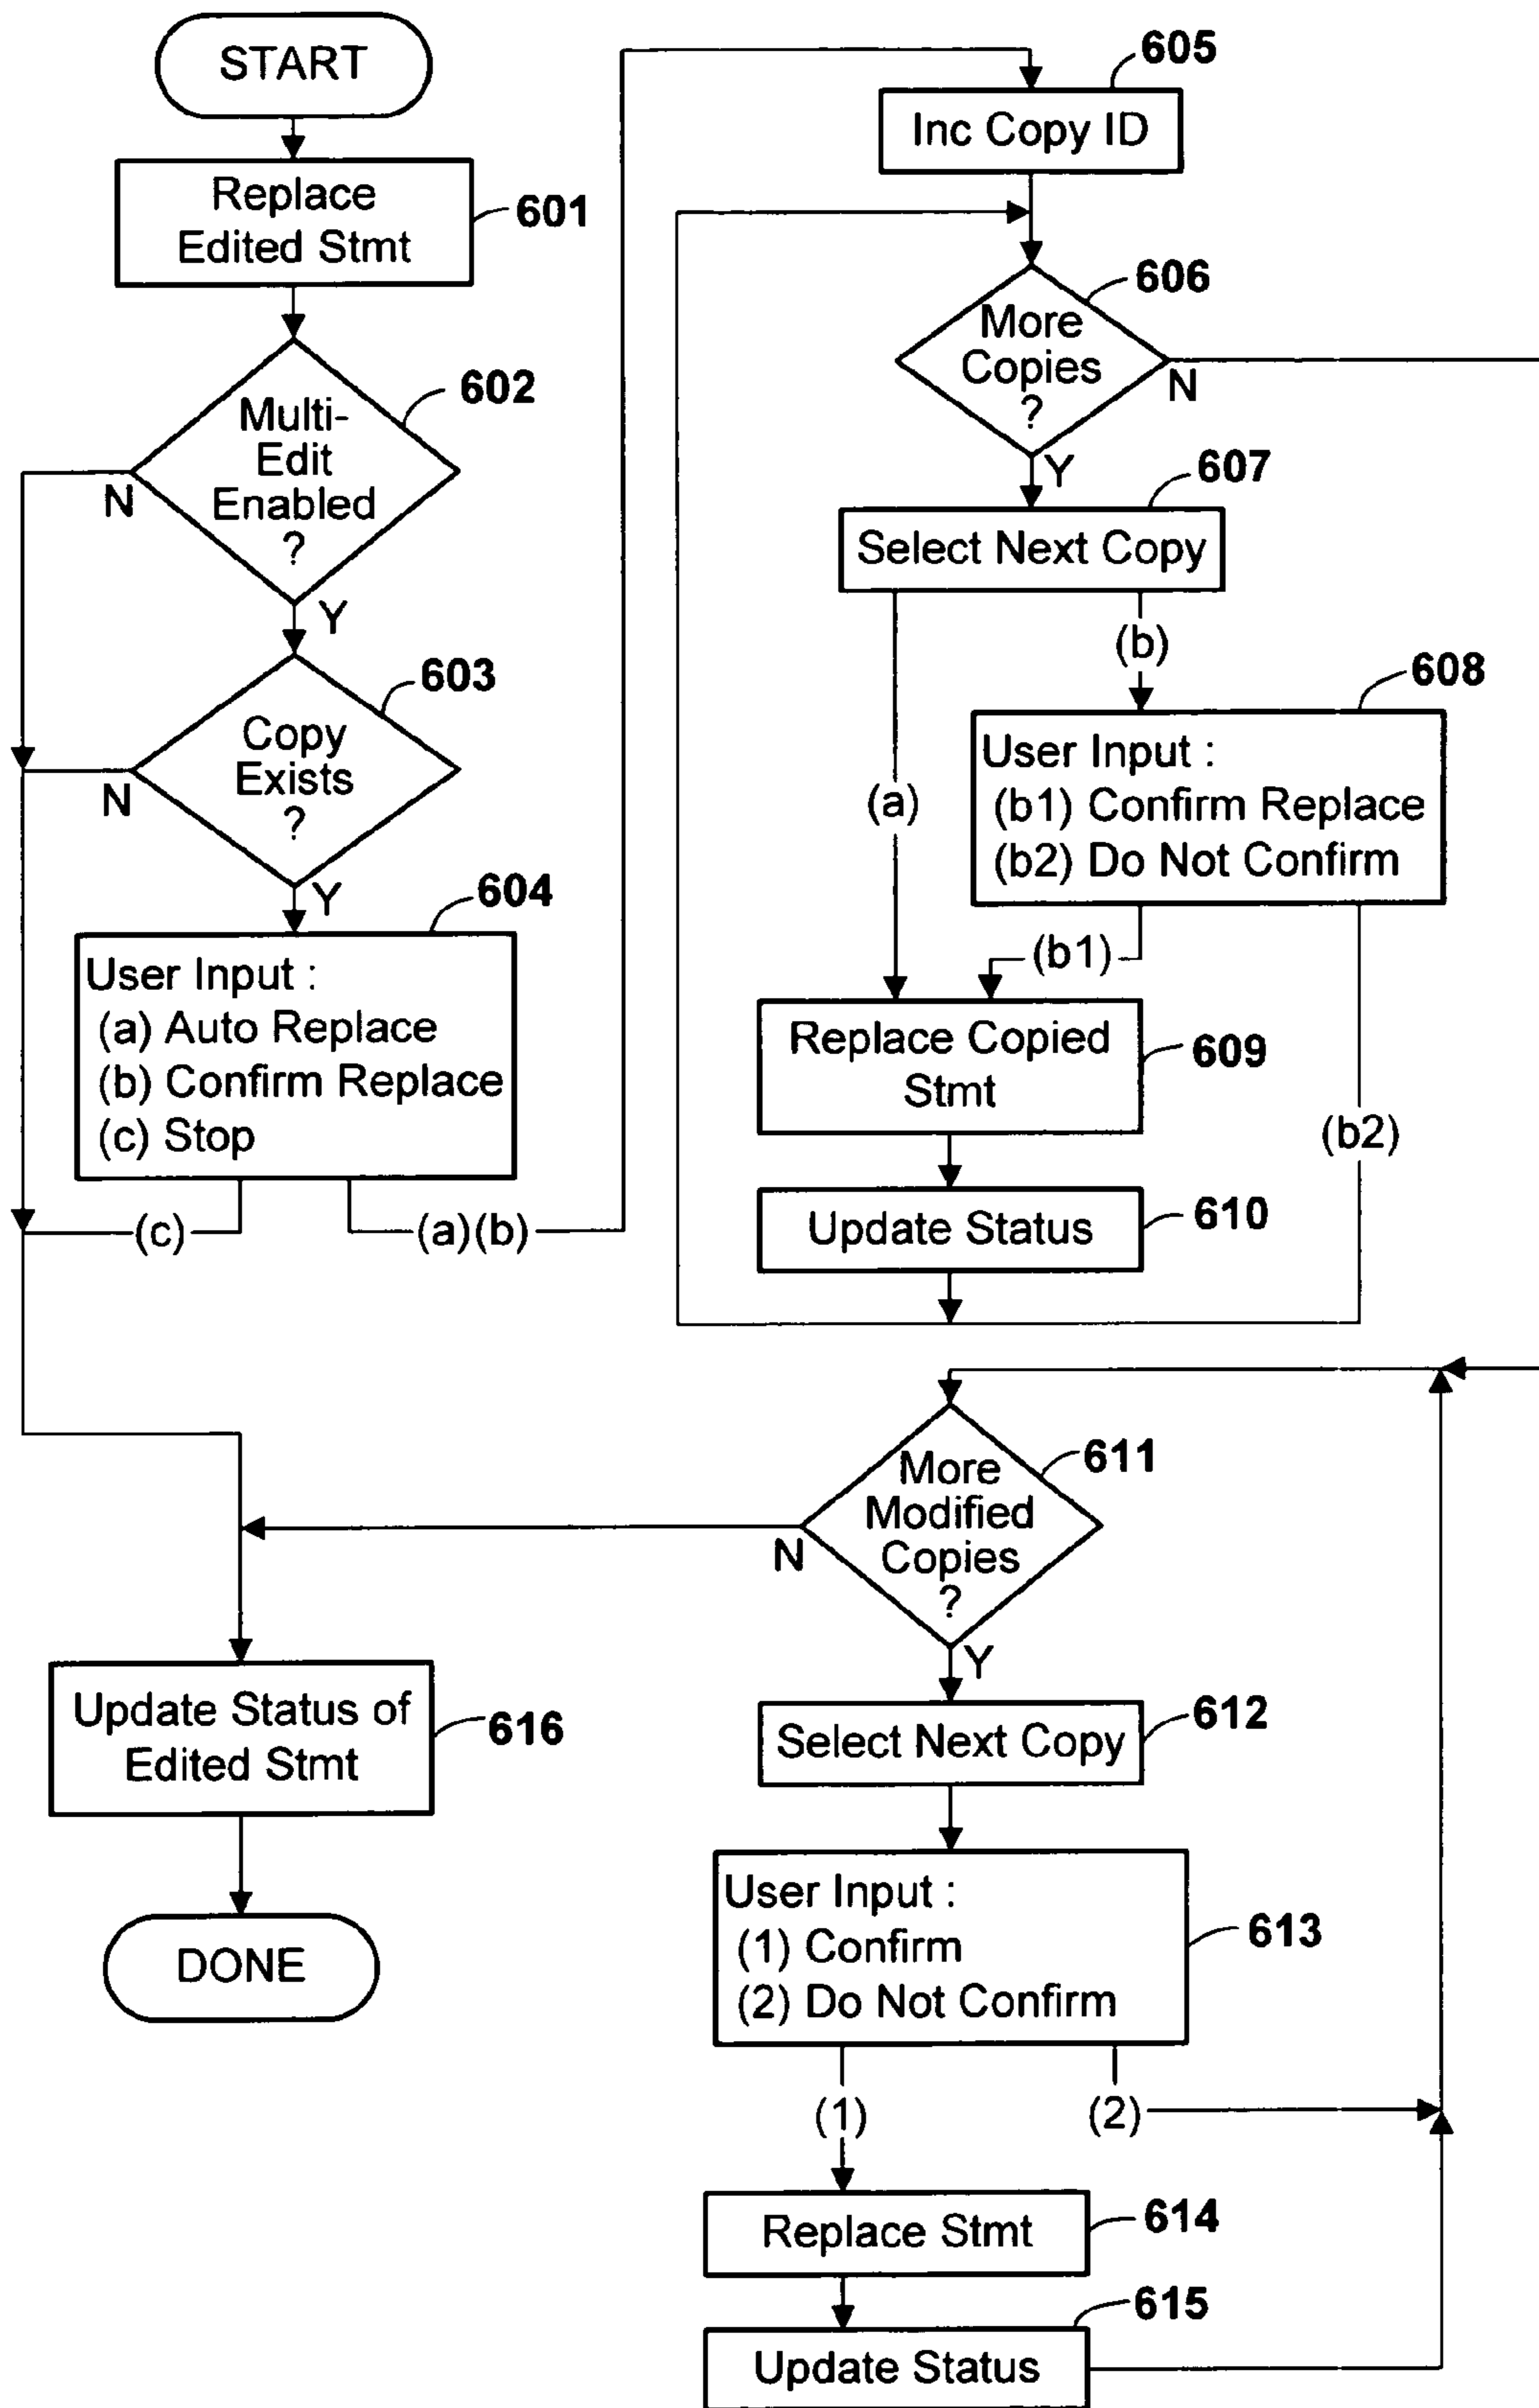 START
Replace
Edited Stmt
601
Multi-
Edit
Enabled
?
602
N
Y
Copy
Exists
?
603
N
Y
604
User Input :
(a) Auto Replace
(b) Confirm Replace
(c) Stop
(c)
(a)(b)
605
Inc Copy ID
606
More
Copies
?
N
Y
607
Select Next Copy
(a)
(b)
608
User Input :
(b1) Confirm Replace
(b2) Do Not Confirm
(b1)
(b2)
Replace Copied
Stmt
609
Update Status
610
More
Modified
Copies
?
611
N
Y
Select Next Copy
612
User Input :
(1) Confirm
(2) Do Not Confirm
613
(1)
(2)
Replace Stmt
614
615
Update Status
Update Status of
Edited Stmt
616
DONE